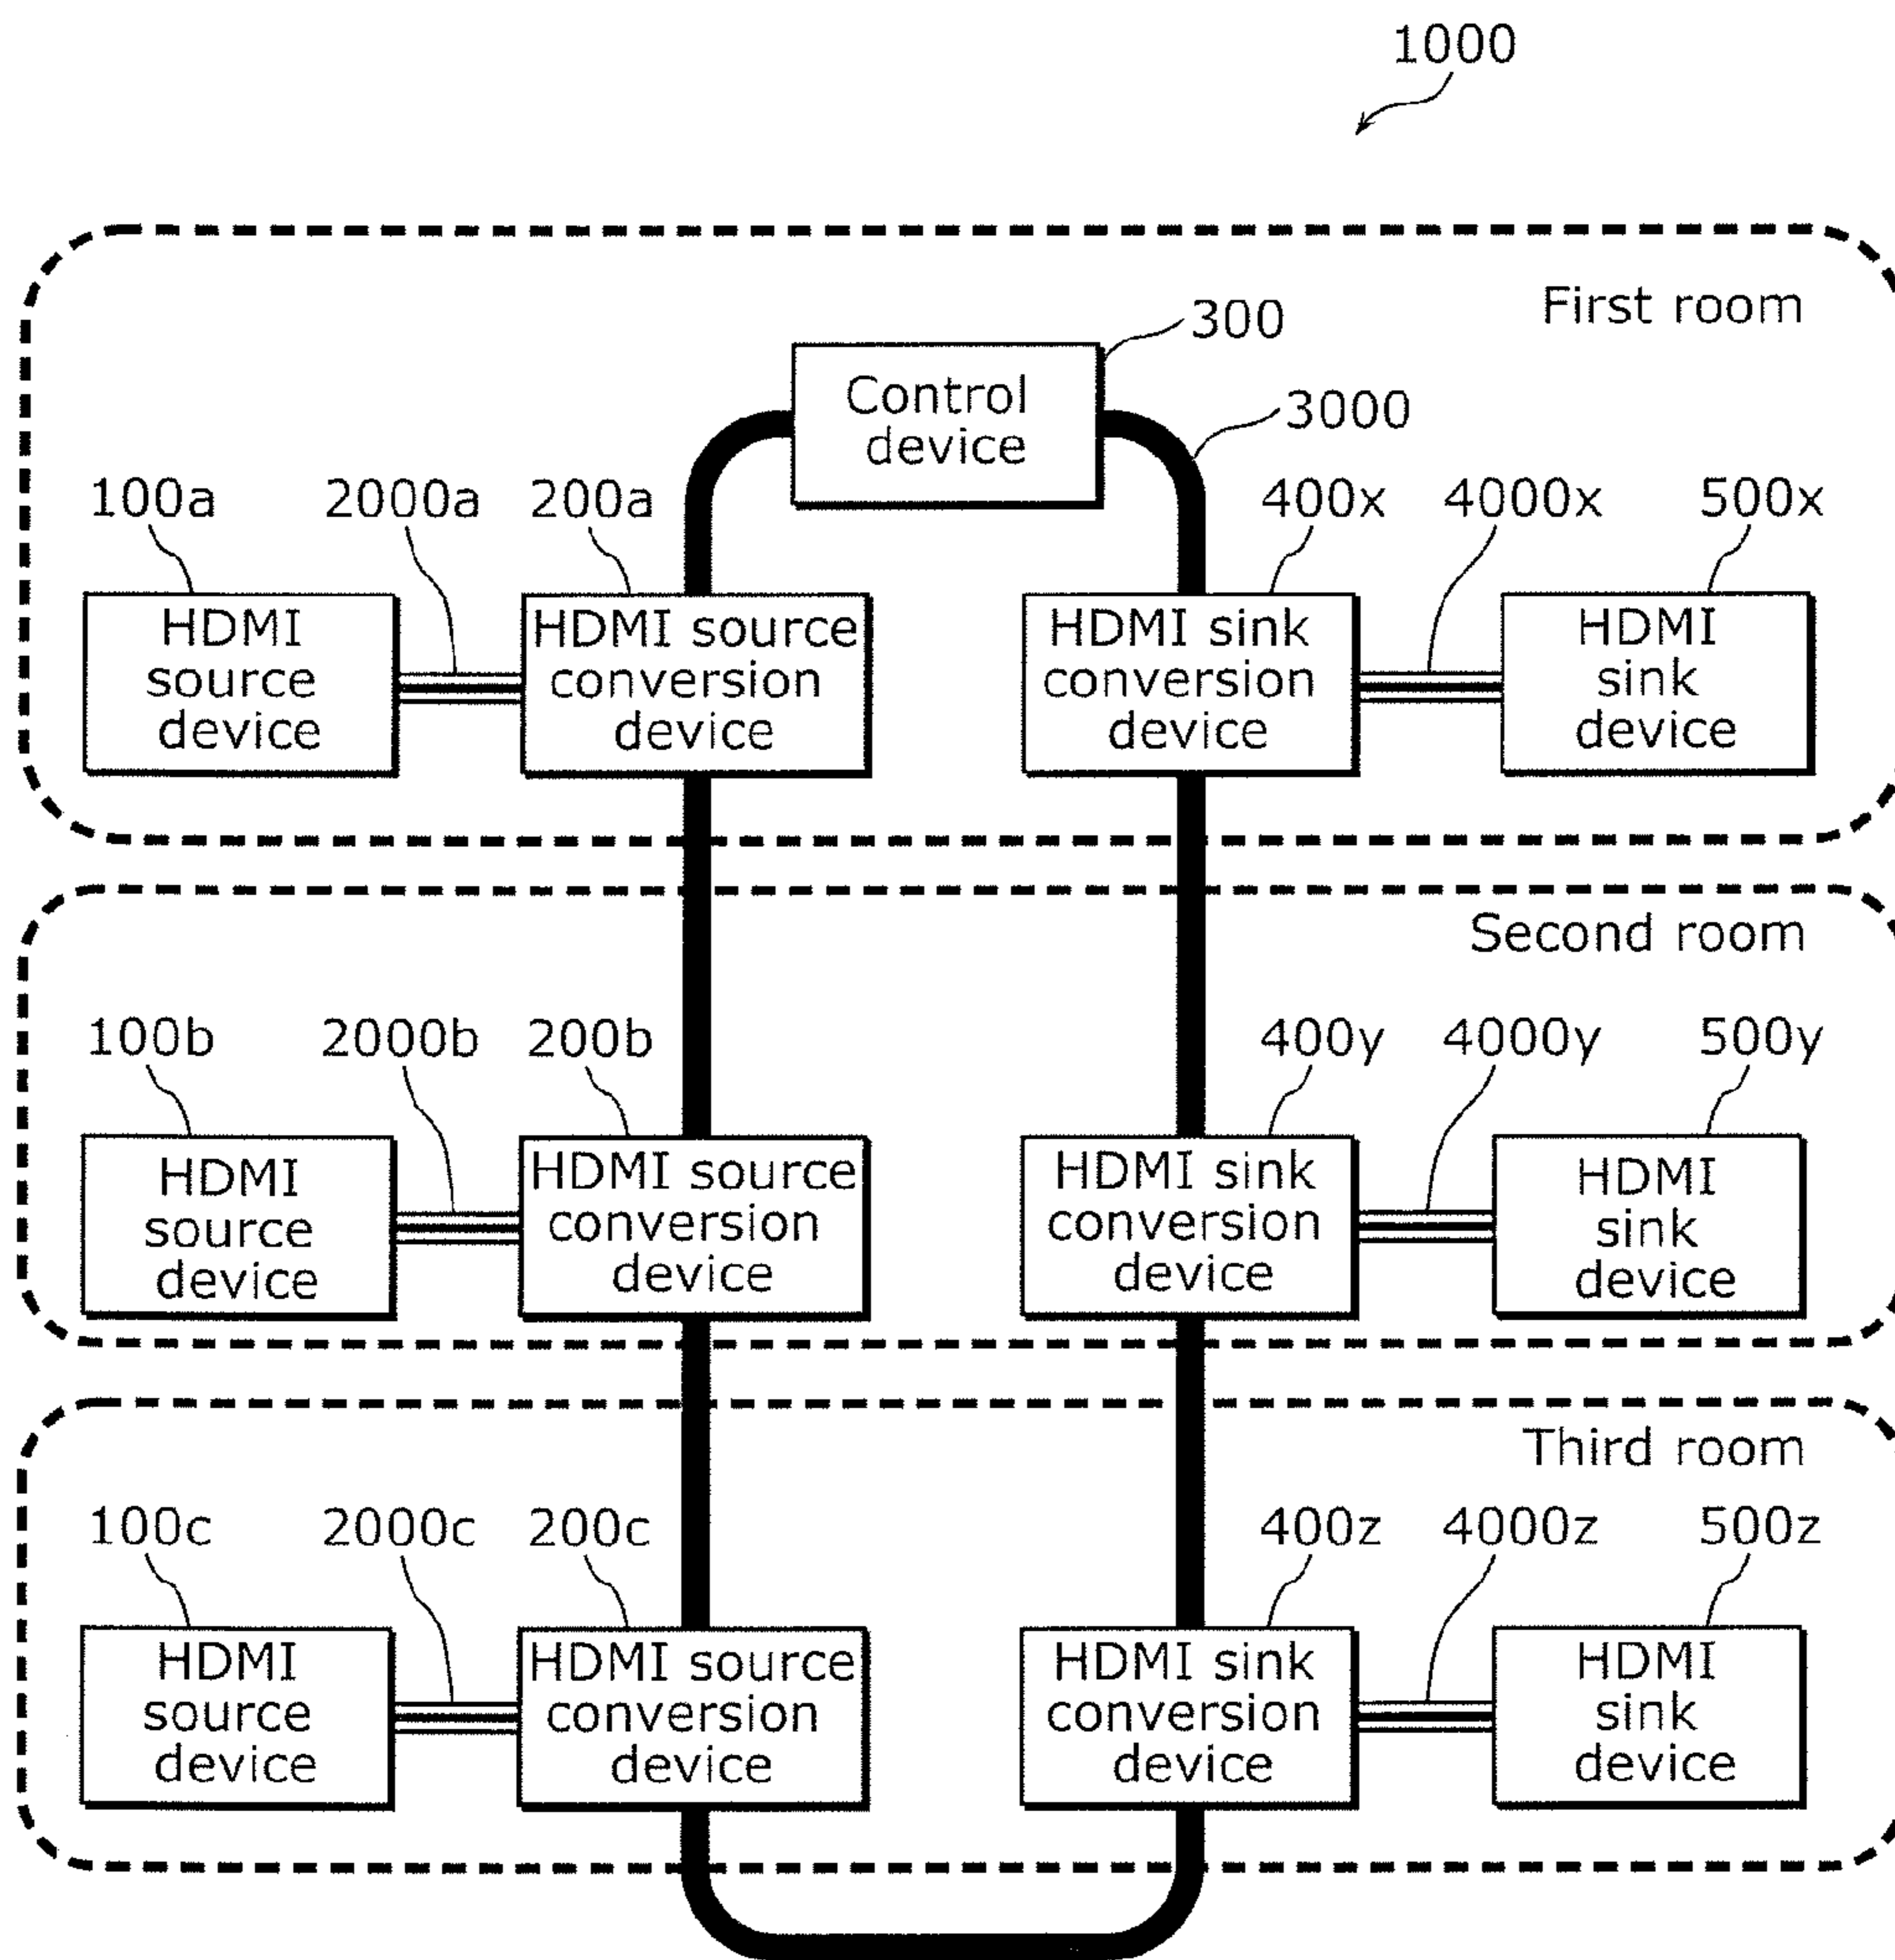 1000
First room
300
Control
device
3000
100a
2000a
200a
400x
4000x
500x
HDMI
source
device
HDMI source
conversion
device
HDMI sink
conversion
device
HDMI
sink
device
Second room
100b
2000b
200b
400y
4000y
500y
HDMI
source
device
HDMI source
conversion
device
HDMI sink
conversion
device
HDMI
sink
device
Third room
100c
2000c
200c
400z
4000z
500z
HDMI
source
device
HDMI source
conversion
device
HDMI sink
conversion
device
HDMI
sink
device